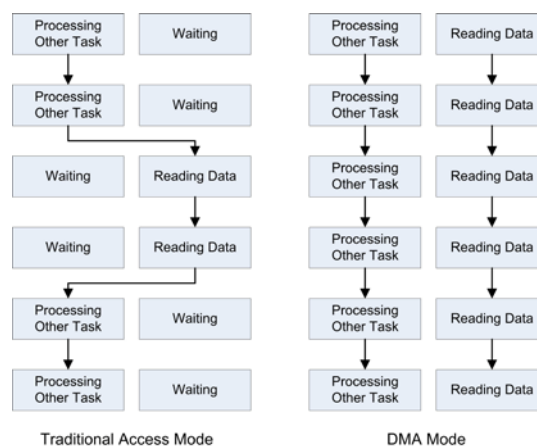 Processing
Other Task
Waiting
Processing
Other Task
Reading Data
Processing
Other Task
Waiting
Processing
Other Task
Reading Data
Waiting
Reading Data
Processing
Other Task
Reading Data
Waiting
Reading Data
Processing
Other Task
Reading Data
Processing
Other Task
Waiting
Processing
Other Task
Reading Data
Processing
Other Task
Waiting
Processing
Other Task
Reading Data
Traditional Access Mode
DMA Mode